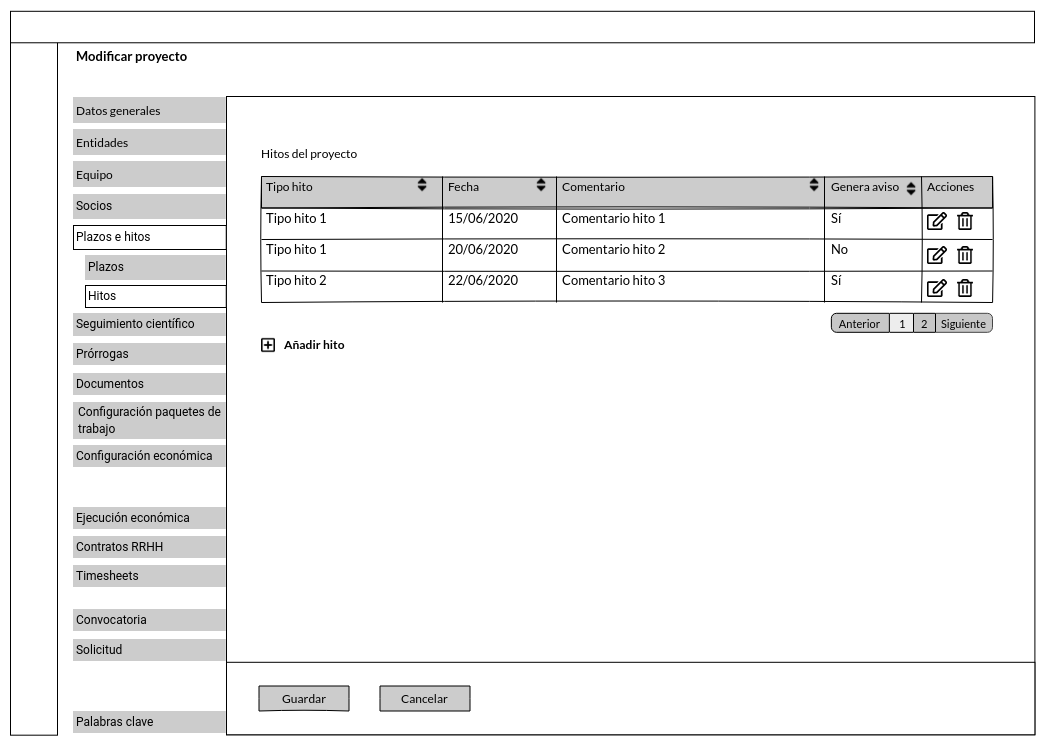 Modificar proyecto
Datos generales
Entidades
Equipo
Socios
Plazos e hitos
Plazos
Hitos
Seguimiento científico
Prórrogas
Documentos
Configuración paquetes de
trabajo
Configuración económica
Ejecución económica
Contratos RRHH
Timesheets
Convocatoria
Solicitud
Palabras clave
Hitos del proyecto
Tipo hito Fecha Comentario Genera aviso Acciones
Tipo hito 1 15/06/2020 Comentario hito 1 Sí
Tipo hito 1 20/06/2020 Comentario hito 2 No
Tipo hito 2 22/06/2020 Comentario hito 3 Sí
Anterior 1 2 Siguiente
Añadir hito
Guardar Cancelar